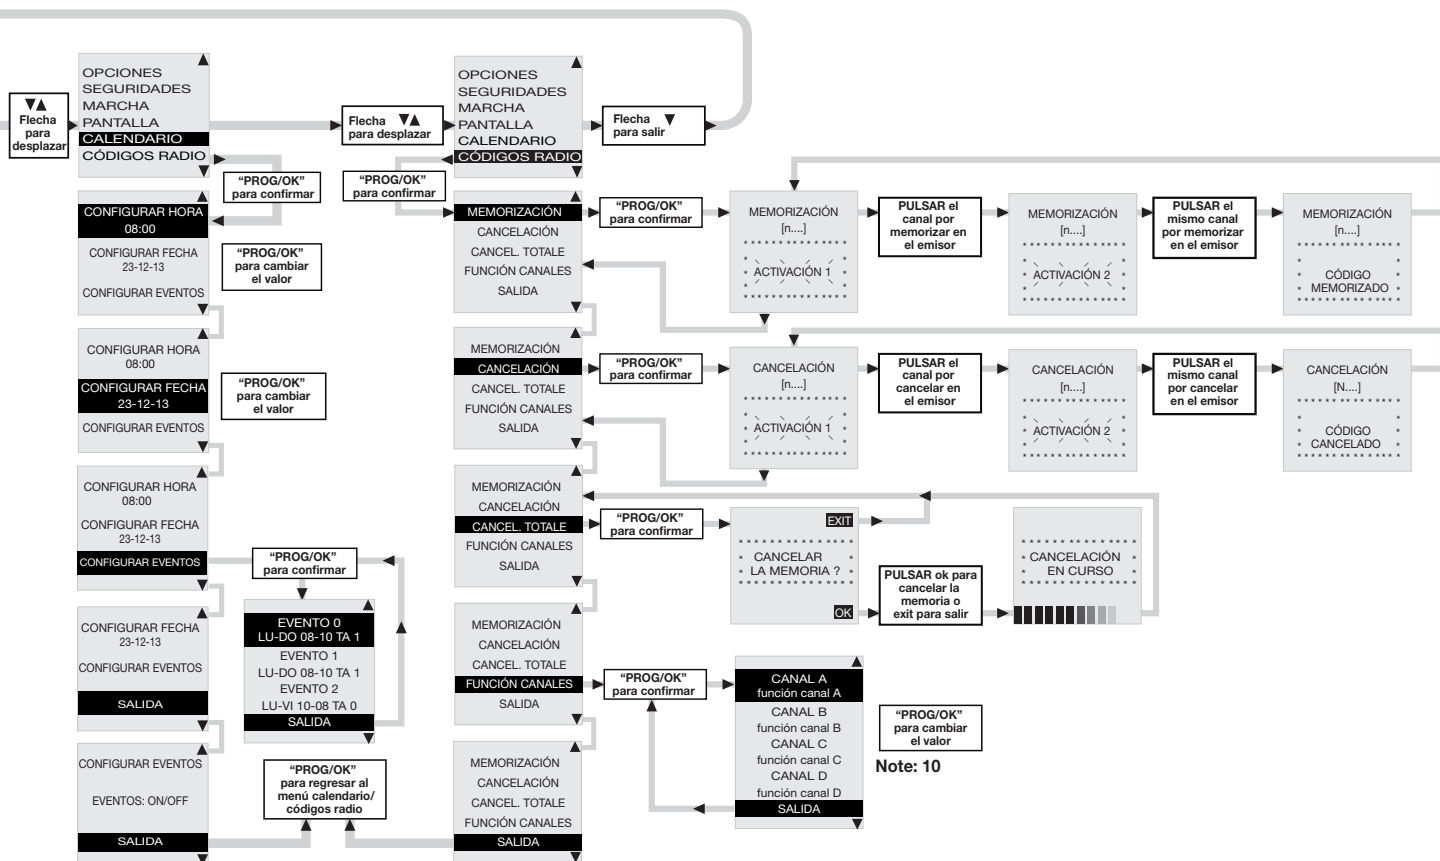 ▼▲
Flecha
para
desplazar
OPCIONES
SEGURIDADES
MARCHA
PANTALLA
CALENDARIO
CÓDIGOS RADIO
"PROG/OK"
para confirmar
CONFIGURAR HORA
08:00
CONFIGURAR FECHA
23-12-13
CONFIGURAR EVENTOS
"PROG/OK"
para cambiar
el valor
CONFIGURAR HORA
08:00
CONFIGURAR FECHA
23-12-13
CONFIGURAR EVENTOS
"PROG/OK"
para cambiar
el valor
CONFIGURAR HORA
08:00
CONFIGURAR FECHA
23-12-13
CONFIGURAR EVENTOS
"PROG/OK"
para confirmar
EVENTO 0
LU-DO 08-10 TA 1
EVENTO 1
LU-DO 08-10 TA 1
EVENTO 2
LU-VI 10-08 TA 0
SALIDA
CONFIGURAR FECHA
23-12-13
CONFIGURAR EVENTOS
SALIDA
CONFIGURAR EVENTOS
EVENTOS: ON/OFF
SALIDA
"PROG/OK"
para regresar al
menú calendario/
códigos radio
Flecha ▼▲
para desplazar
OPCIONES
SEGURIDADES
MARCHA
PANTALLA
CALENDARIO
CÓDIGOS RADIO
Flecha ▼
para salir
"PROG/OK"
para confirmar
MEMORIZACIÓN
CANCELACIÓN
CANCEL. TOTALE
FUNCIÓN CANALES
SALIDA
"PROG/OK"
para confirmar
MEMORIZACIÓN
[n....]
ACTIVACIÓN 1
PULSAR el
canal por
memorizar en
el emisor
MEMORIZACIÓN
[n....]
ACTIVACIÓN 2
PULSAR el
mismo canal
por memorizar
en el emisor
MEMORIZACIÓN
[n....]
CÓDIGO
MEMORIZADO
MEMORIZACIÓN
CANCELACIÓN
CANCEL. TOTALE
FUNCIÓN CANALES
SALIDA
"PROG/OK"
para confirmar
CANCELACIÓN
[n....]
ACTIVACIÓN 1
PULSAR el
canal por
cancelar en
el emisor
CANCELACIÓN
[n....]
ACTIVACIÓN 2
PULSAR el
mismo canal
por cancelar
en el emisor
CANCELACIÓN
[N....]
CÓDIGO
CANCELADO
MEMORIZACIÓN
CANCELACIÓN
CANCEL. TOTALE
FUNCIÓN CANALES
SALIDA
"PROG/OK"
para confirmar
EXIT
CANCELAR
LA MEMORIA ?
OK
PULSAR ok para
cancelar la
memoria o
exit para salir
CANCELACIÓN
EN CURSO
MEMORIZACIÓN
CANCELACIÓN
CANCEL. TOTALE
FUNCIÓN CANALES
SALIDA
"PROG/OK"
para confirmar
CANAL A
función canal A
CANAL B
función canal B
CANAL C
función canal C
CANAL D
función canal D
SALIDA
"PROG/OK"
para cambiar
el valor
Note: 10
MEMORIZACIÓN
CANCELACIÓN
CANCEL. TOTALE
FUNCIÓN CANALES
SALIDA